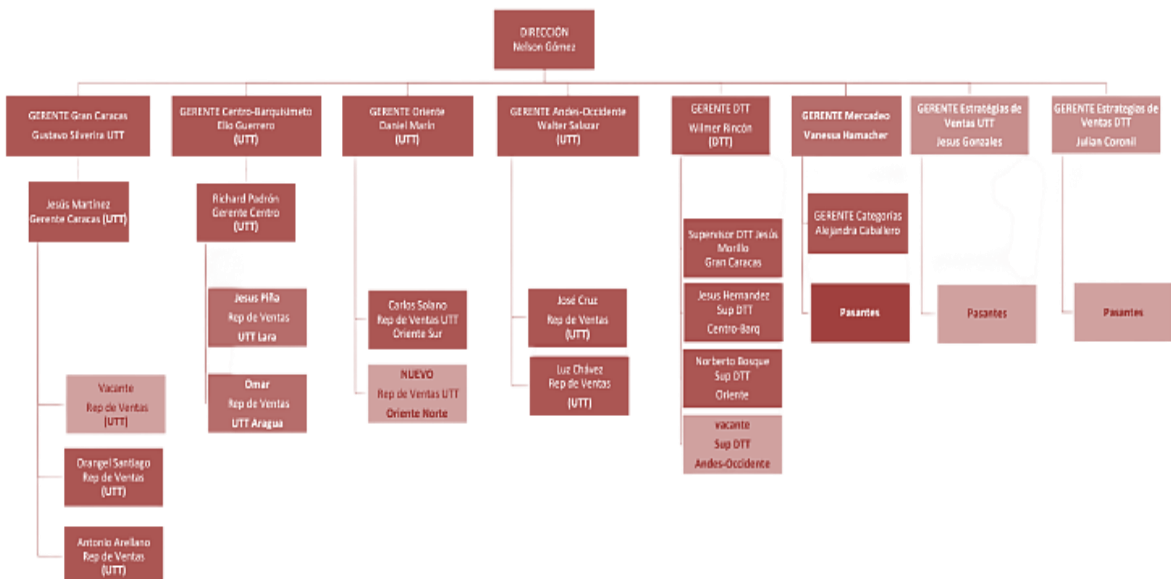 DIRECCIÓN
Nelson Gómez
GERENTE Gran Caracas
Gustavo Silverira UTT
GERENTE Centro-Barquisimeto
Elio Guerrero
(UTT)
GERENTE Oriente
Daniel Marín
(UTT)
GERENTE Andes-Occidente
Walter Salazar
(UTT)
GERENTE DTT
Wilmer Rincón
(DTT)
GERENTE Mercadeo
Vanessa Hamacher
GERENTE Estratégias de
Ventas UTT
Jesus Gonzales
GERENTE Estrategias de
Ventas DTT
Julian Coronil
Jesús Martínez
Gerente Caracas (UTT)
Vacante
Rep de Ventas
(UTT)
Orangel Santiago
Rep de Ventas
(UTT)
Antonio Arellano
Rep de Ventas
(UTT)
Richard Padrón
Gerente Centro
(UTT)
Jesus Piña
Rep de Ventas
UTT Lara
Omar
Rep de Ventas
UTT Aragua
Carlos Solano
Rep de Ventas UTT
Oriente Sur
NUEVO
Rep de Ventas UTT
Oriente Norte
José Cruz
Rep de Ventas
(UTT)
Luz Chávez
Rep de Ventas
(UTT)
Supervisor DTT Jesús
Morillo
Gran Caracas
Jesus Hernandez
Sup DTT
Centro-Barq
Norberto Bosque
Sup DTT
Oriente
vacante
Sup DTT
Andes-Occidente
GERENTE Categorías
Alejandra Caballero
Pasantes
Pasantes
Pasantes